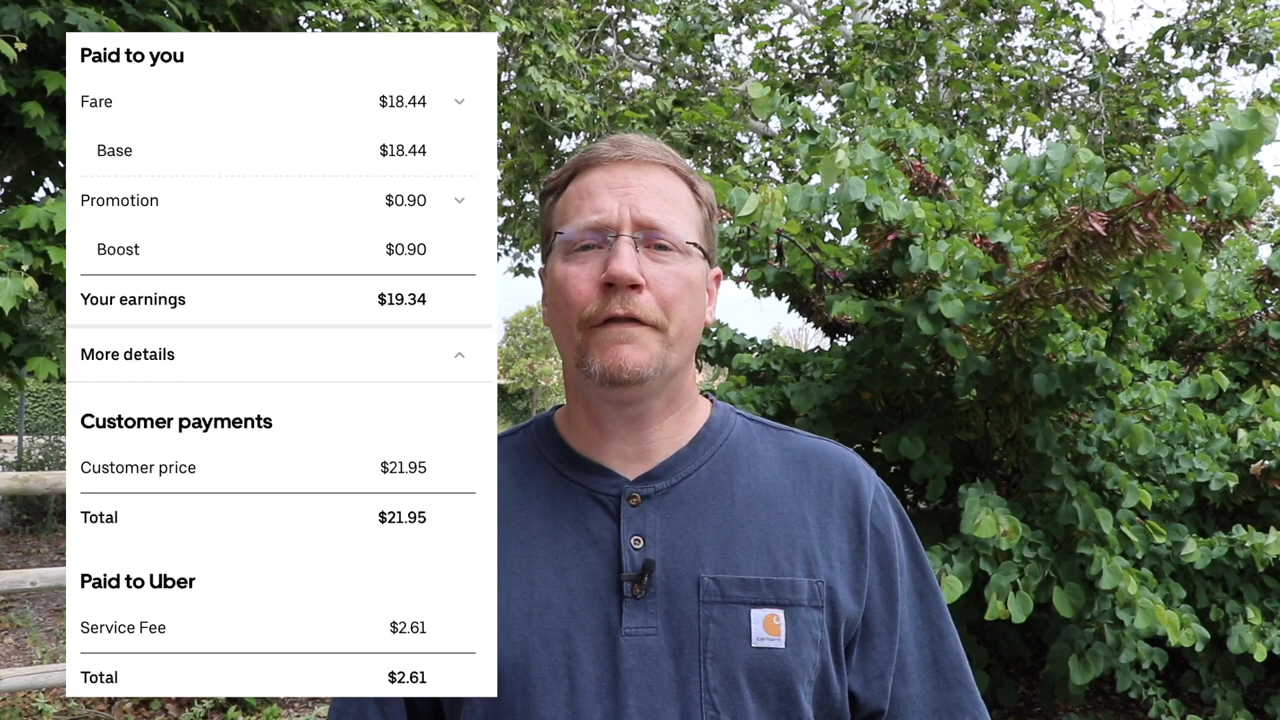 Paid to you
Fare $18.44
Base $18.44
Promotion $0.90
Boost $0.90
Your earnings $19.34
More details
Customer payments
Customer price $21.95
Total $21.95
Paid to Uber
Service Fee $2.61
Total $2.61
carhartt